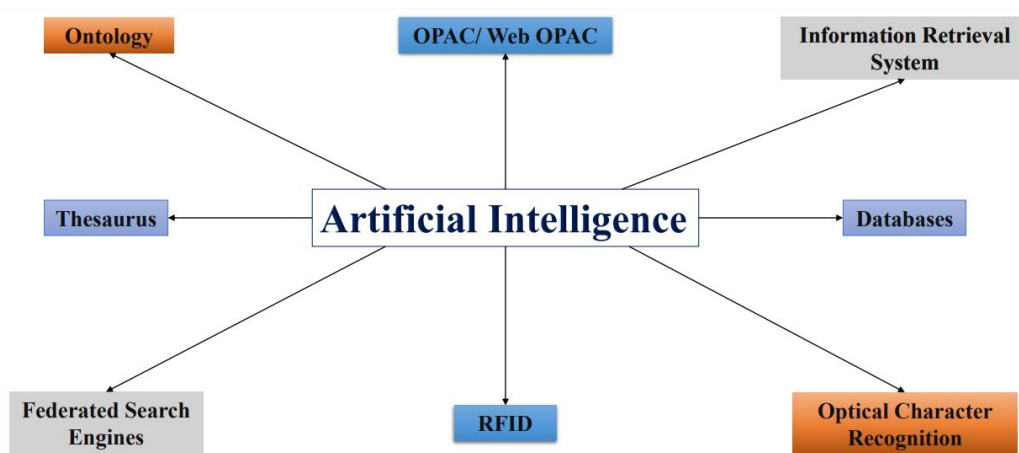 Ontology
OPAC/ Web OPAC
Information Retrieval
System
Thesaurus
Artificial Intelligence
Databases
Federated Search
Engines
RFID
Optical Character
Recognition